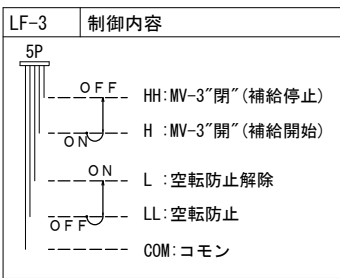 LF-3 制御内容
5P
OFF HH:MV-3"閉"(補給停止)
ON H :MV-3"開"(補給開始)
ON L :空転防止解除
OFF LL:空転防止
COM:コモン